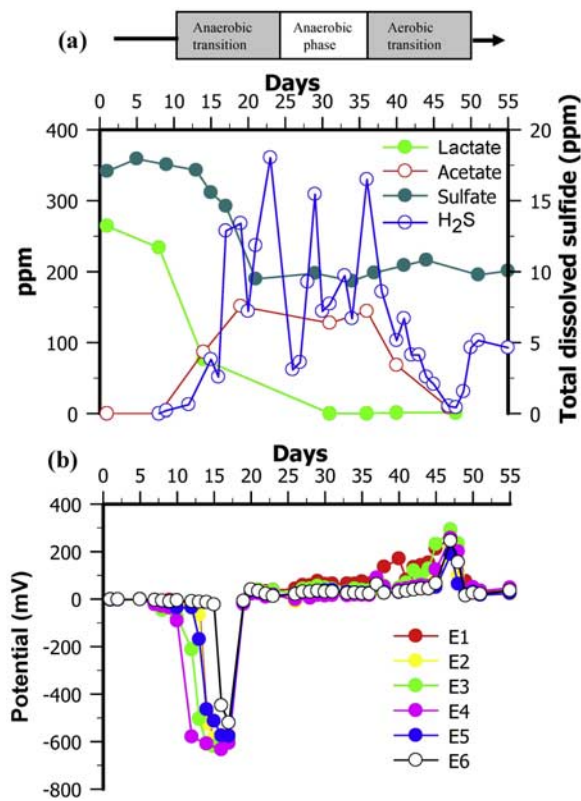 Anaerobic transition Anaerobic phase Aerobic transition
(a)
Days
0 5 10 15 20 25 30 35 40 45 50 55
400 20
300 15
200 10
100 5
0 0
ppm
Total dissolved sulfide (ppm)
Lactate
Acetate
Sulfate
H2S
Days
(b)
0 5 10 15 20 25 30 35 40 45 50 55
400
200
0
-200
-400
-600
-800
Potential (mV)
E1
E2
E3
E4
E5
E6